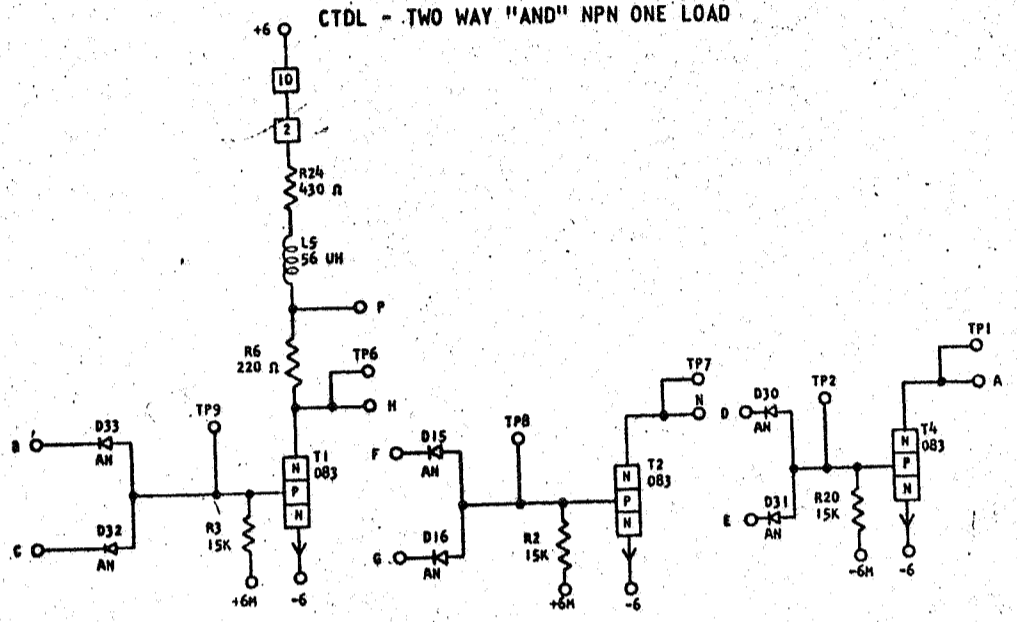 CTDL - TWO WAY "AND" NPN ONE LOAD
+6
10
2
R24
430 Ω
L5
56 UH
P
R6
220 Ω
TP6
H
TP9
D33
AN
B
D32
AN
C
R3
15K
+6M
T1
083
N
P
N
-6
F
D15
AN
G
D16
AN
TP8
R2
15K
+6M
TP7
N
T2
083
N
P
N
-6
D
D30
AN
E
D31
AN
TP2
R20
15K
-6M
TP1
A
T4
083
N
P
N
-6